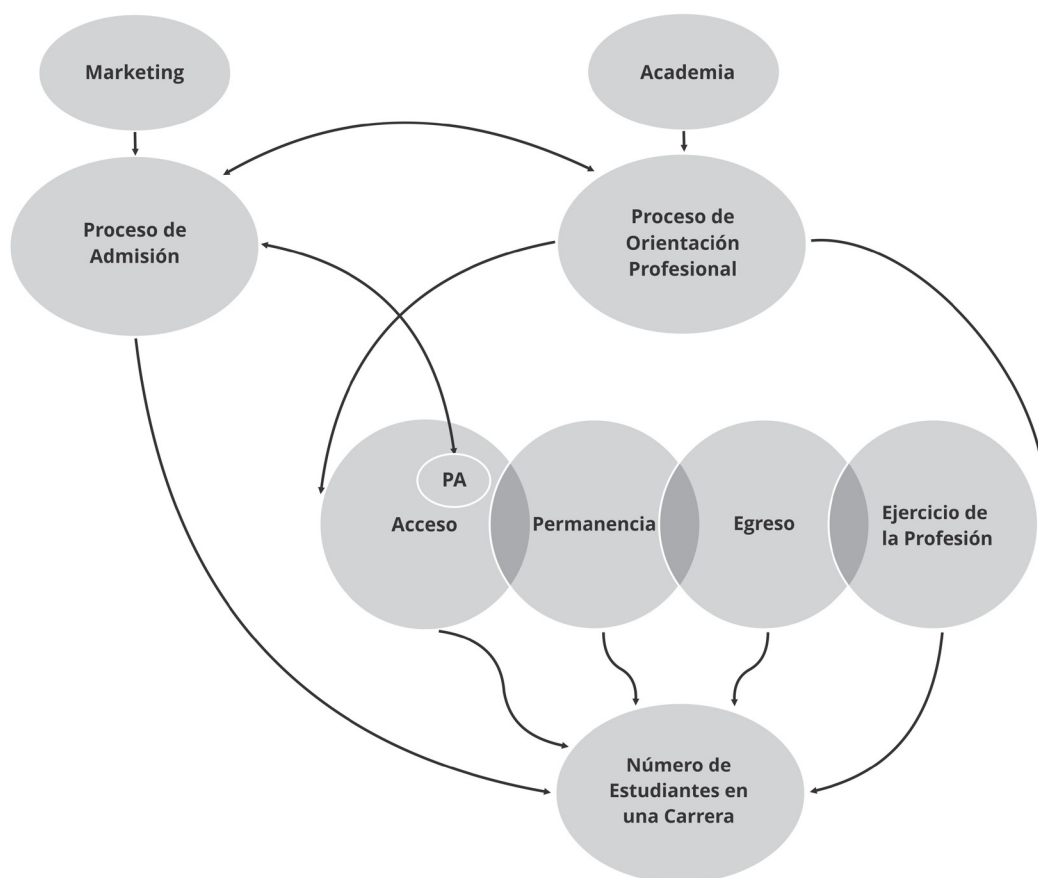 Marketing
Academia
Proceso de
Admisión
Proceso de
Orientación
Profesional
PA
Acceso
Permanencia
Egreso
Ejercicio de
la Profesión
Número de
Estudiantes en
una Carrera